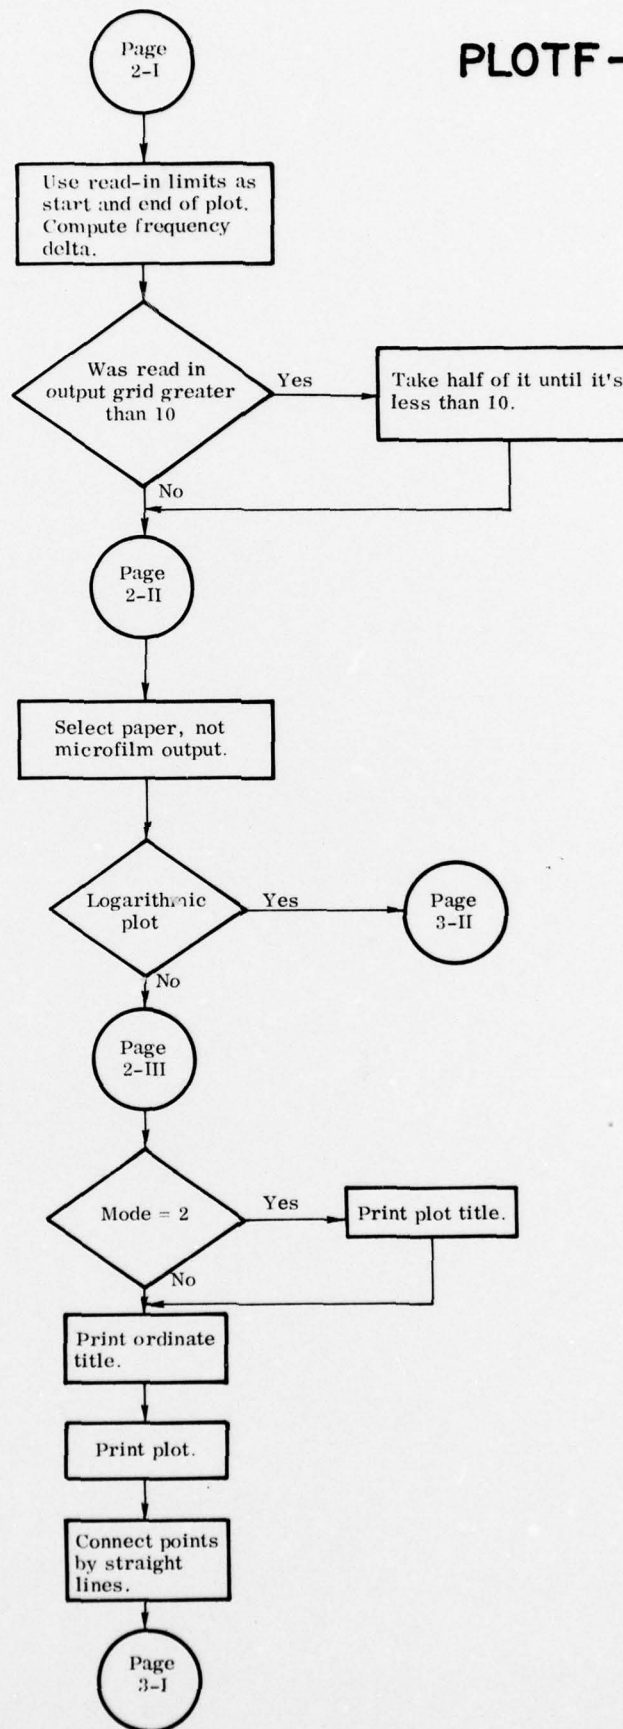 Page
2-I
PLOTF-
Use read-in limits as
start and end of plot.
Compute frequency
delta.
Was read in
output grid greater
than 10
Yes
Take half of it until it's
less than 10.
No
Page
2-II
Select paper, not
microfilm output.
Logarithmic
plot
Yes
Page
3-II
No
Page
2-III
Mode = 2
Yes
Print plot title.
No
Print ordinate
title.
Print plot.
Connect points
by straight
lines.
Page
3-I